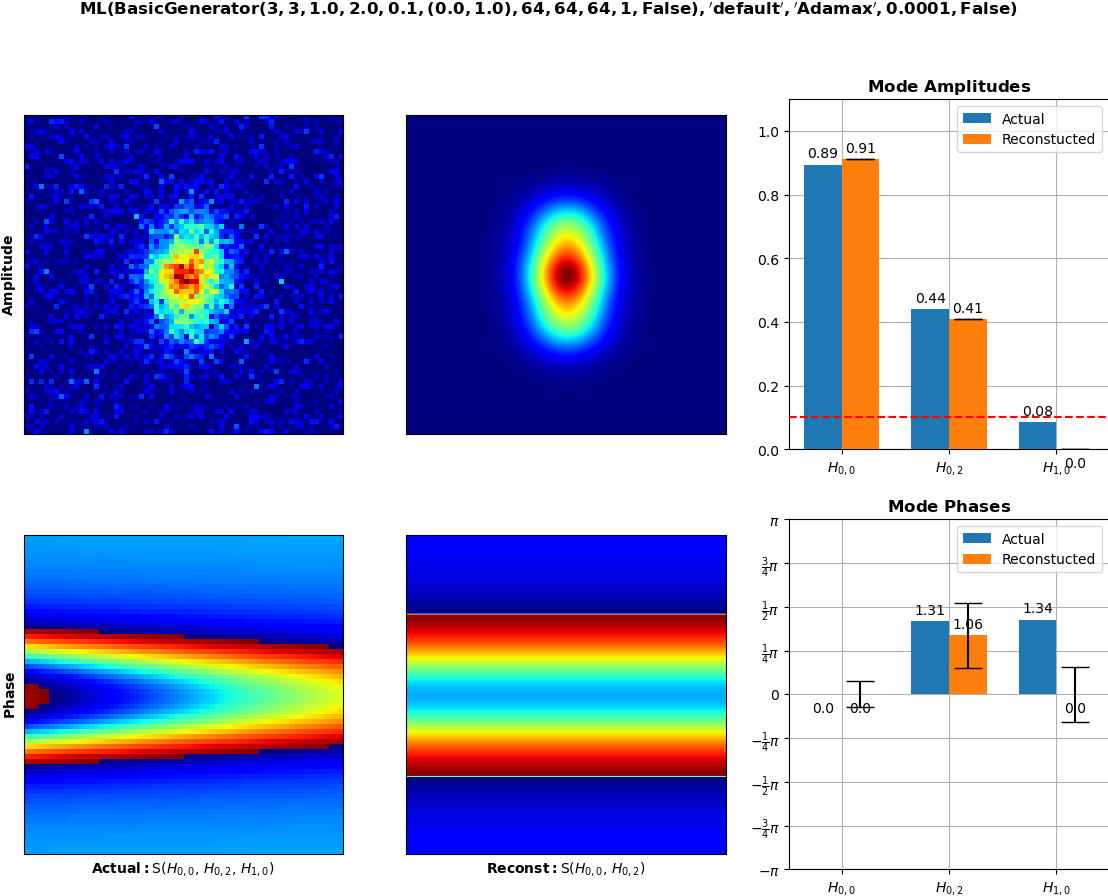 ML(BasicGenerator(3, 3, 1.0, 2.0, 0.1, (0.0, 1.0), 64, 64, 64, 1, False), ′default′, ′Adamax′, 0.0001, False)
Amplitude
Mode Amplitudes
Actual
Reconstucted
1.0
0.8
0.6
0.4
0.2
0.0
0.89
0.91
0.44
0.41
0.08
0.0
H0,0
H0,2
H1,0
Phase
Actual: S(H0,0, H0,2, H1,0)
Reconst: S(H0,0, H0,2)
Mode Phases
Actual
Reconstucted
π
3/4π
1/2π
1/4π
0
−1/4π
−1/2π
−3/4π
−π
0.0
0.0
1.31
1.06
1.34
0.0
H0,0
H0,2
H1,0